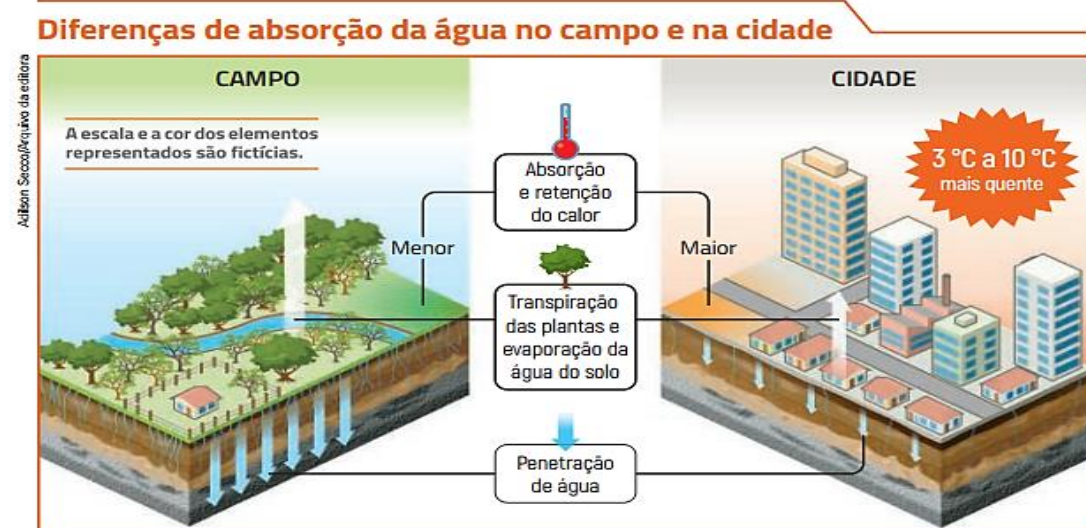 Diferenças de absorção da água no campo e na cidade
Adilson Secco/Arquivo da editora
CAMPO
A escala e a cor dos elementos
representados são fictícias.
CIDADE
3 °C a 10 °C
mais quente
Absorção
e retenção
do calor
Menor
Maior
Transpiração
das plantas e
evaporação da
água do solo
Penetração
de água